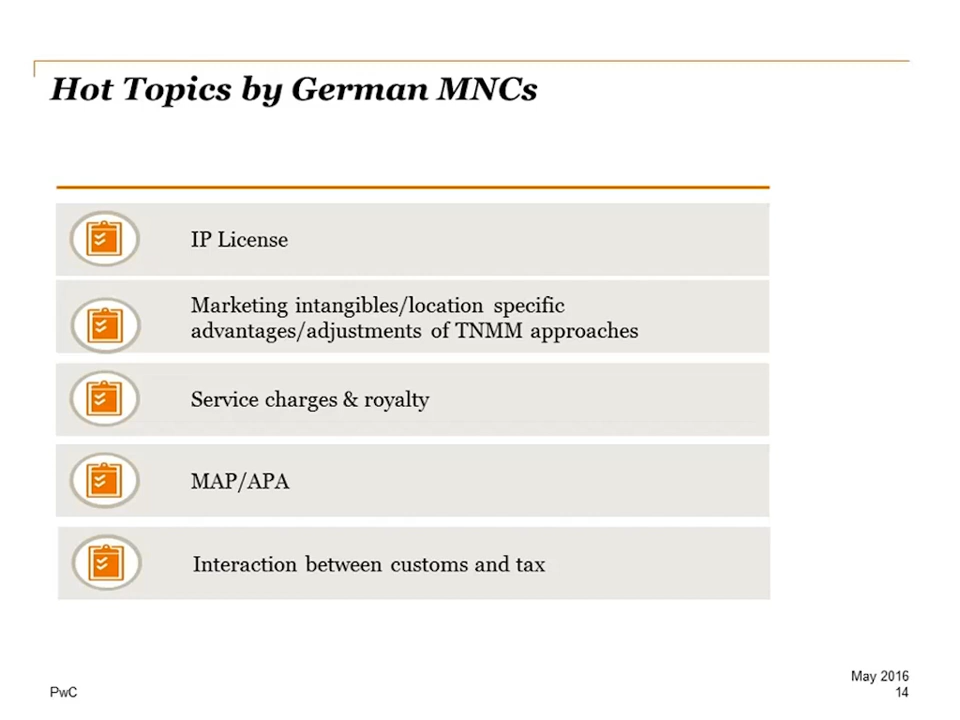 Hot Topics by German MNCs
IP License
Marketing intangibles/location specific
advantages/adjustments of TNMM approaches
Service charges & royalty
MAP/APA
Interaction between customs and tax
May 2016
PwC
14